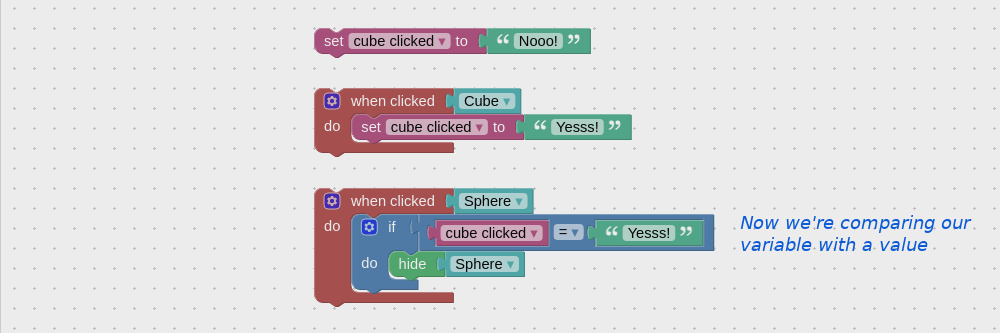 set cube clicked to “ Nooo! ”
when clicked Cube
do set cube clicked to “ Yesss! ”
when clicked Sphere
do if cube clicked = “ Yesss! ”
do hide Sphere
Now we're comparing our
variable with a value